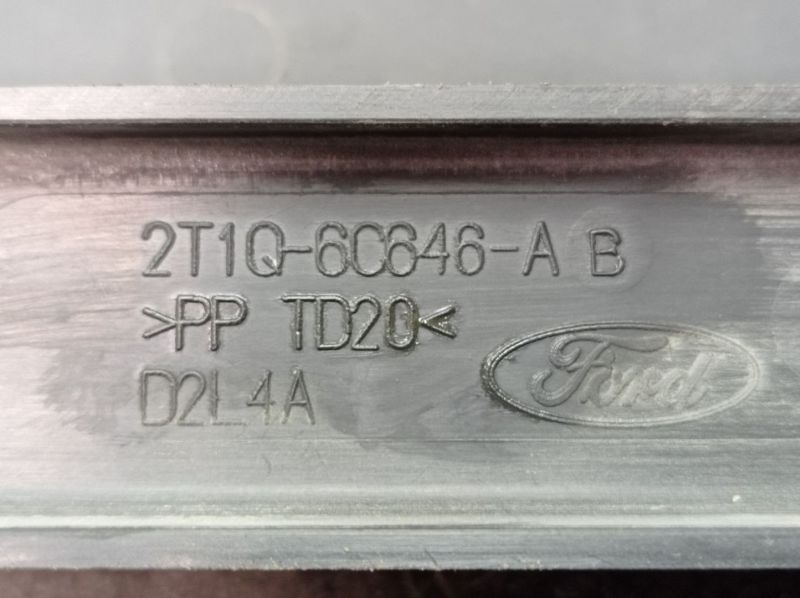 2T1Q-6C646-A B
>PP TD20<
D2L4A
Ford